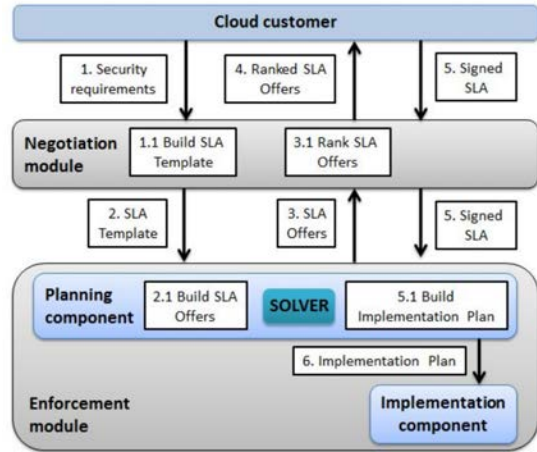 Cloud customer
1. Security
requirements
4. Ranked SLA
Offers
5. Signed
SLA
Negotiation
module
1.1 Build SLA
Template
3.1 Rank SLA
Offers
2. SLA
Template
3. SLA
Offers
5. Signed
SLA
Planning
component
2.1 Build SLA
Offers
SOLVER
5.1 Build
Implementation Plan
6. Implementation Plan
Enforcement
module
Implementation
component